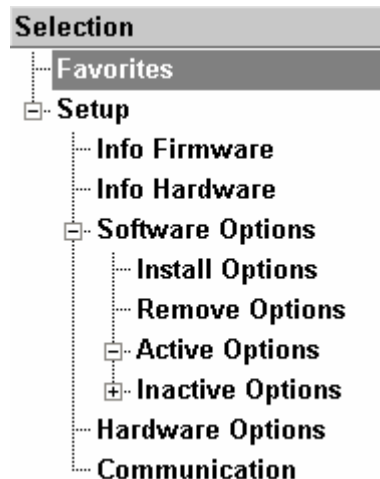 Selection
Favorites
Setup
Info Firmware
Info Hardware
Software Options
Install Options
Remove Options
Active Options
Inactive Options
Hardware Options
Communication